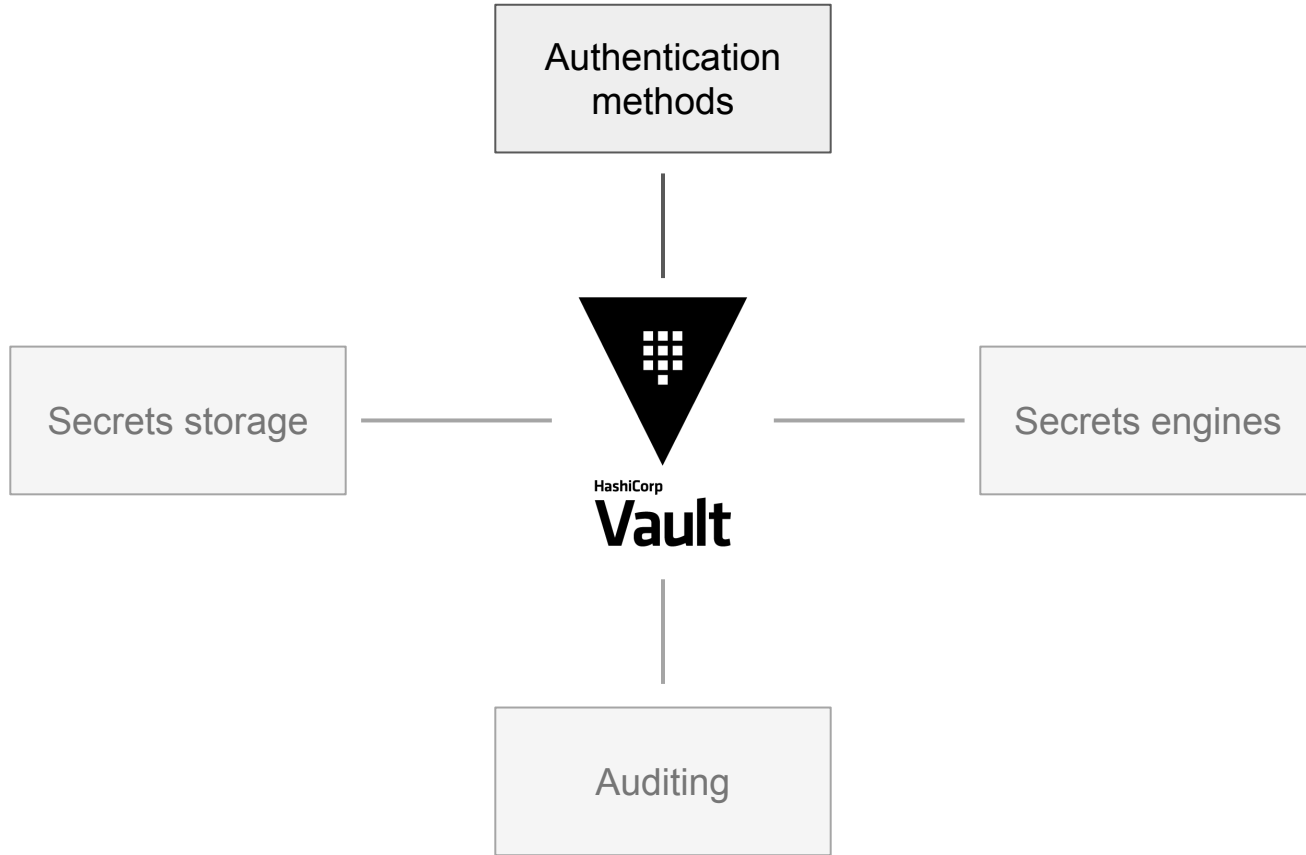 Authentication
methods
Secrets storage
Secrets engines
HashiCorp
Vault
Auditing